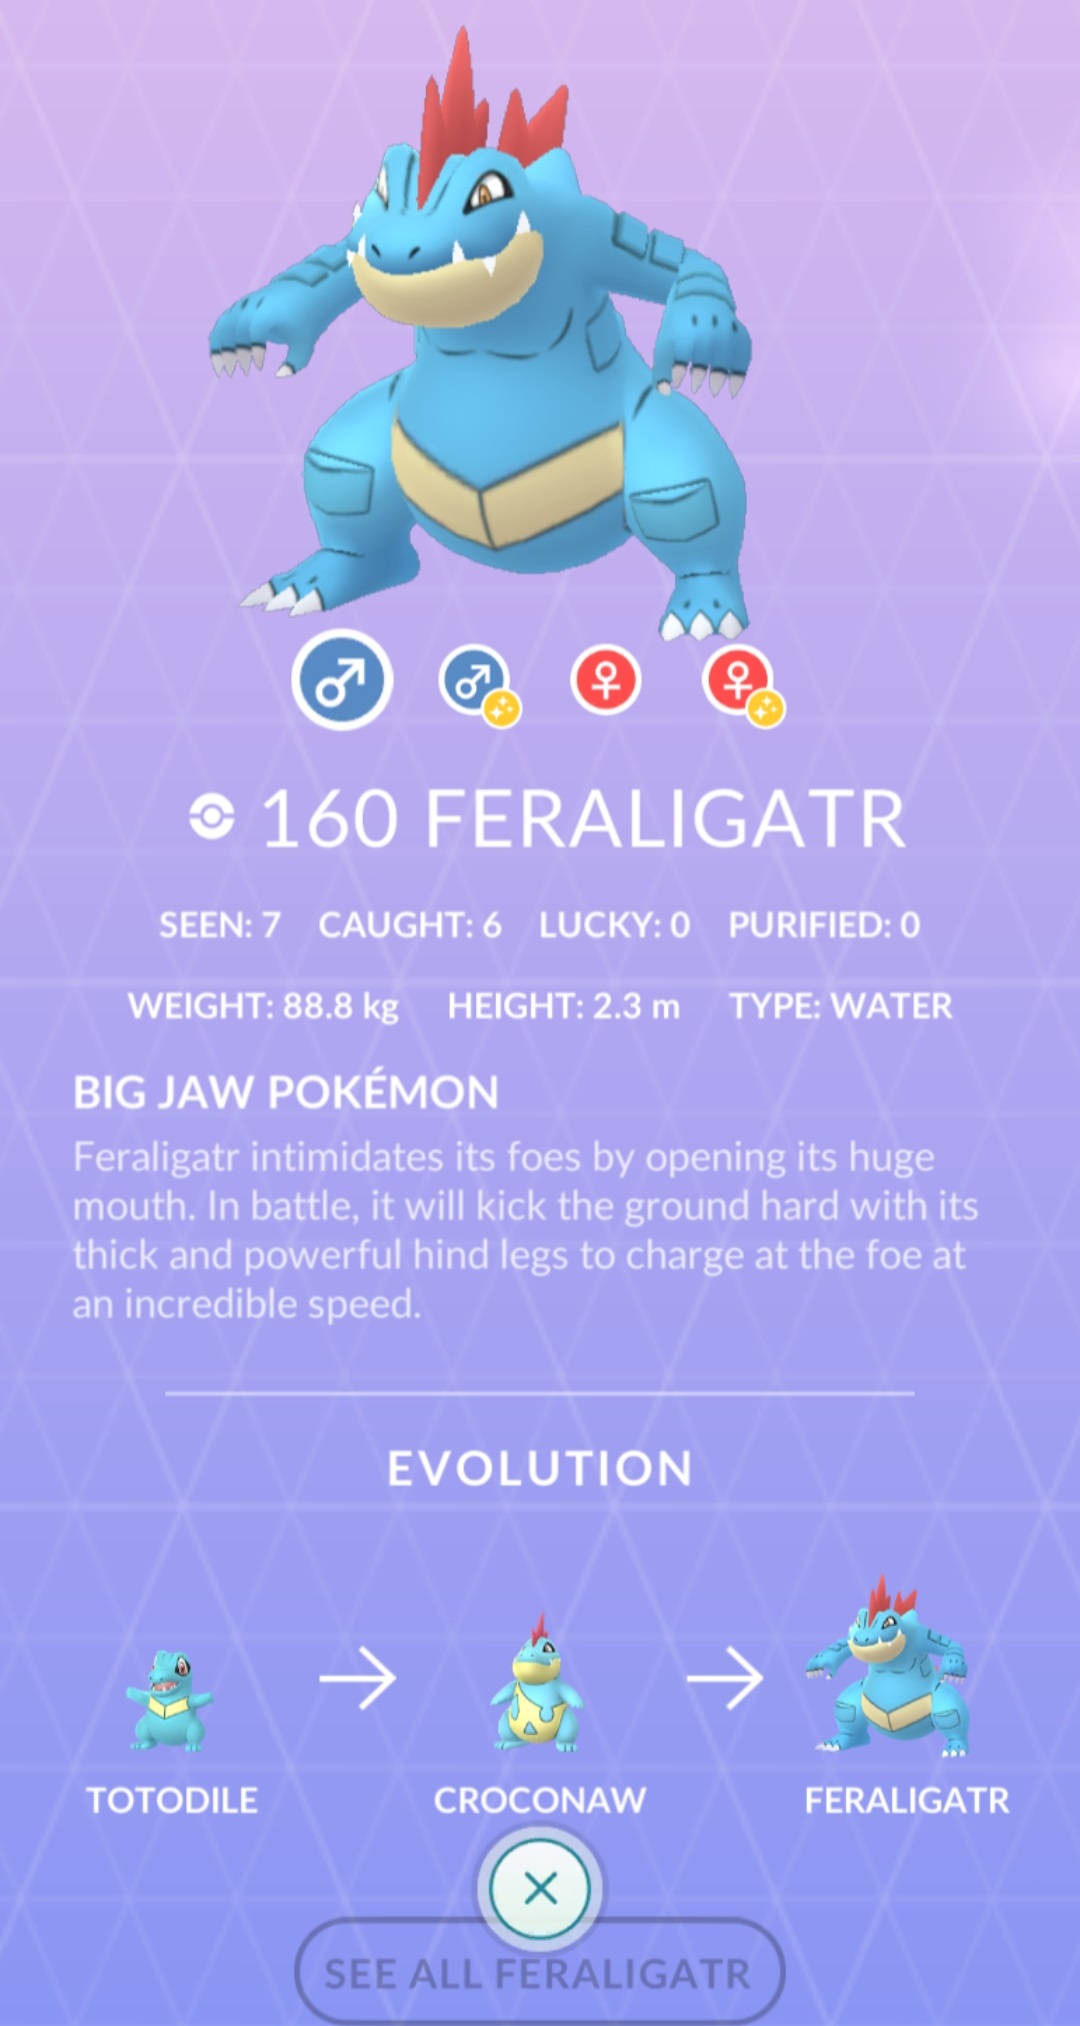 160 FERALIGATR
SEEN: 7 CAUGHT: 6 LUCKY: 0 PURIFIED: 0
WEIGHT: 88.8 kg HEIGHT: 2.3 m TYPE: WATER
BIG JAW POKÉMON
Feraligatr intimidates its foes by opening its huge
mouth. In battle, it will kick the ground hard with its
thick and powerful hind legs to charge at the foe at
an incredible speed.
EVOLUTION
TOTODILE CROCONAW FERALIGATR
SEE ALL FERALIGATR